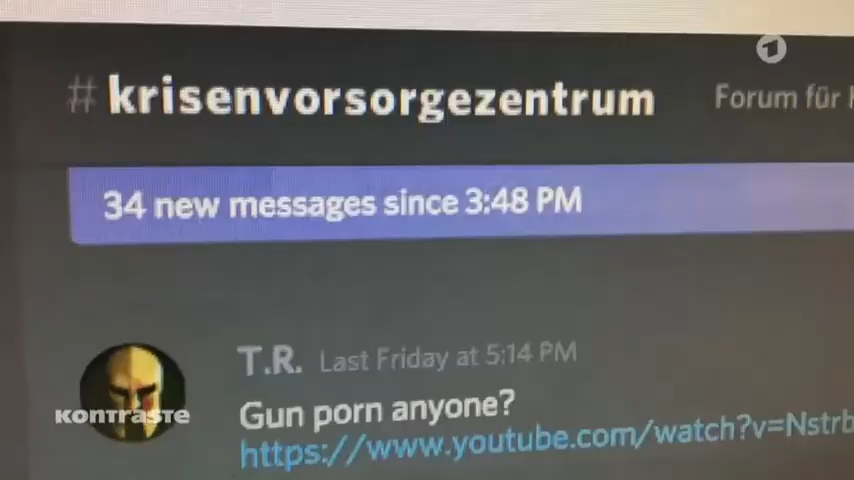 # krisenvorsorgezentrum
Forum für
34 new messages since 3:48 PM
T.R. Last Friday at 5:14 PM
KONTRASTE
Gun porn anyone?
https://www.youtube.com/watch?v=Nstrb